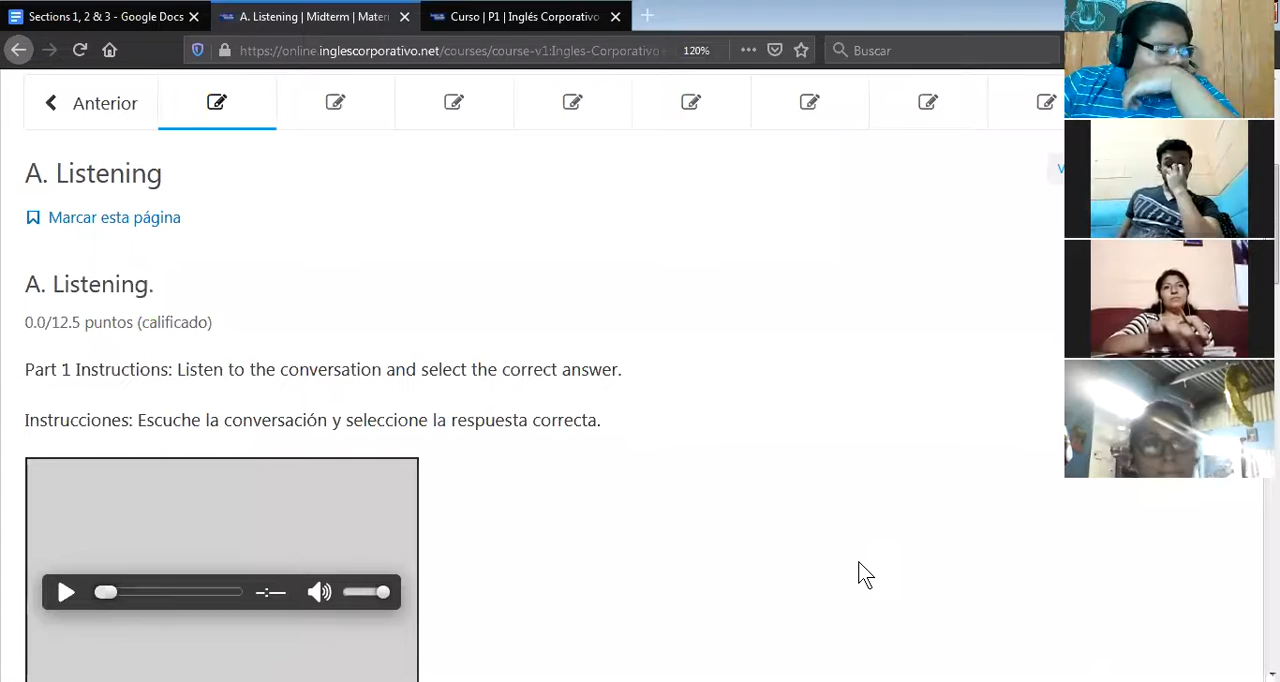 Sections 1, 2 & 3 - Google Docs
A. Listening | Midterm | Mater
Curso | P1 | Inglés Corporativo
https://online.inglescorporativo.net/courses/course-v1:Ingles-Corporativo
120%
Buscar
Anterior
A. Listening
Marcar esta página
A. Listening.
0.0/12.5 puntos (calificado)
Part 1 Instructions: Listen to the conversation and select the correct answer.
Instrucciones: Escuche la conversación y seleccione la respuesta correcta.
-:--